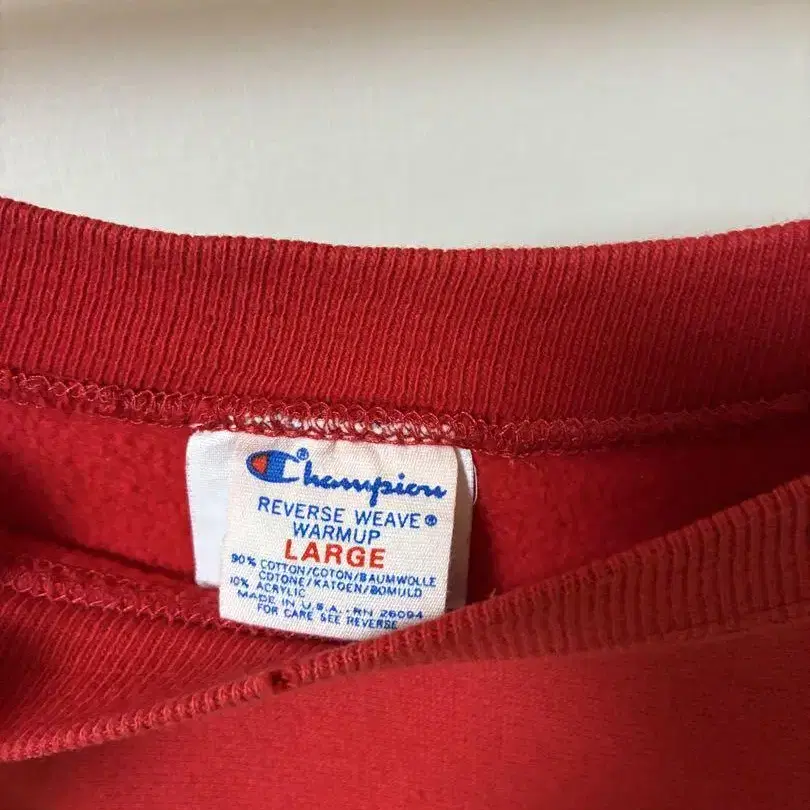 Champion®
REVERSE WEAVE®
WARMUP
LARGE
90% COTTON/COTON/BAUMWOLLE
COTONE/KATOEN/BOMULD
10% ACRYLIC
MADE IN U.S.A. RN 26094
FOR CARE SEE REVERSE